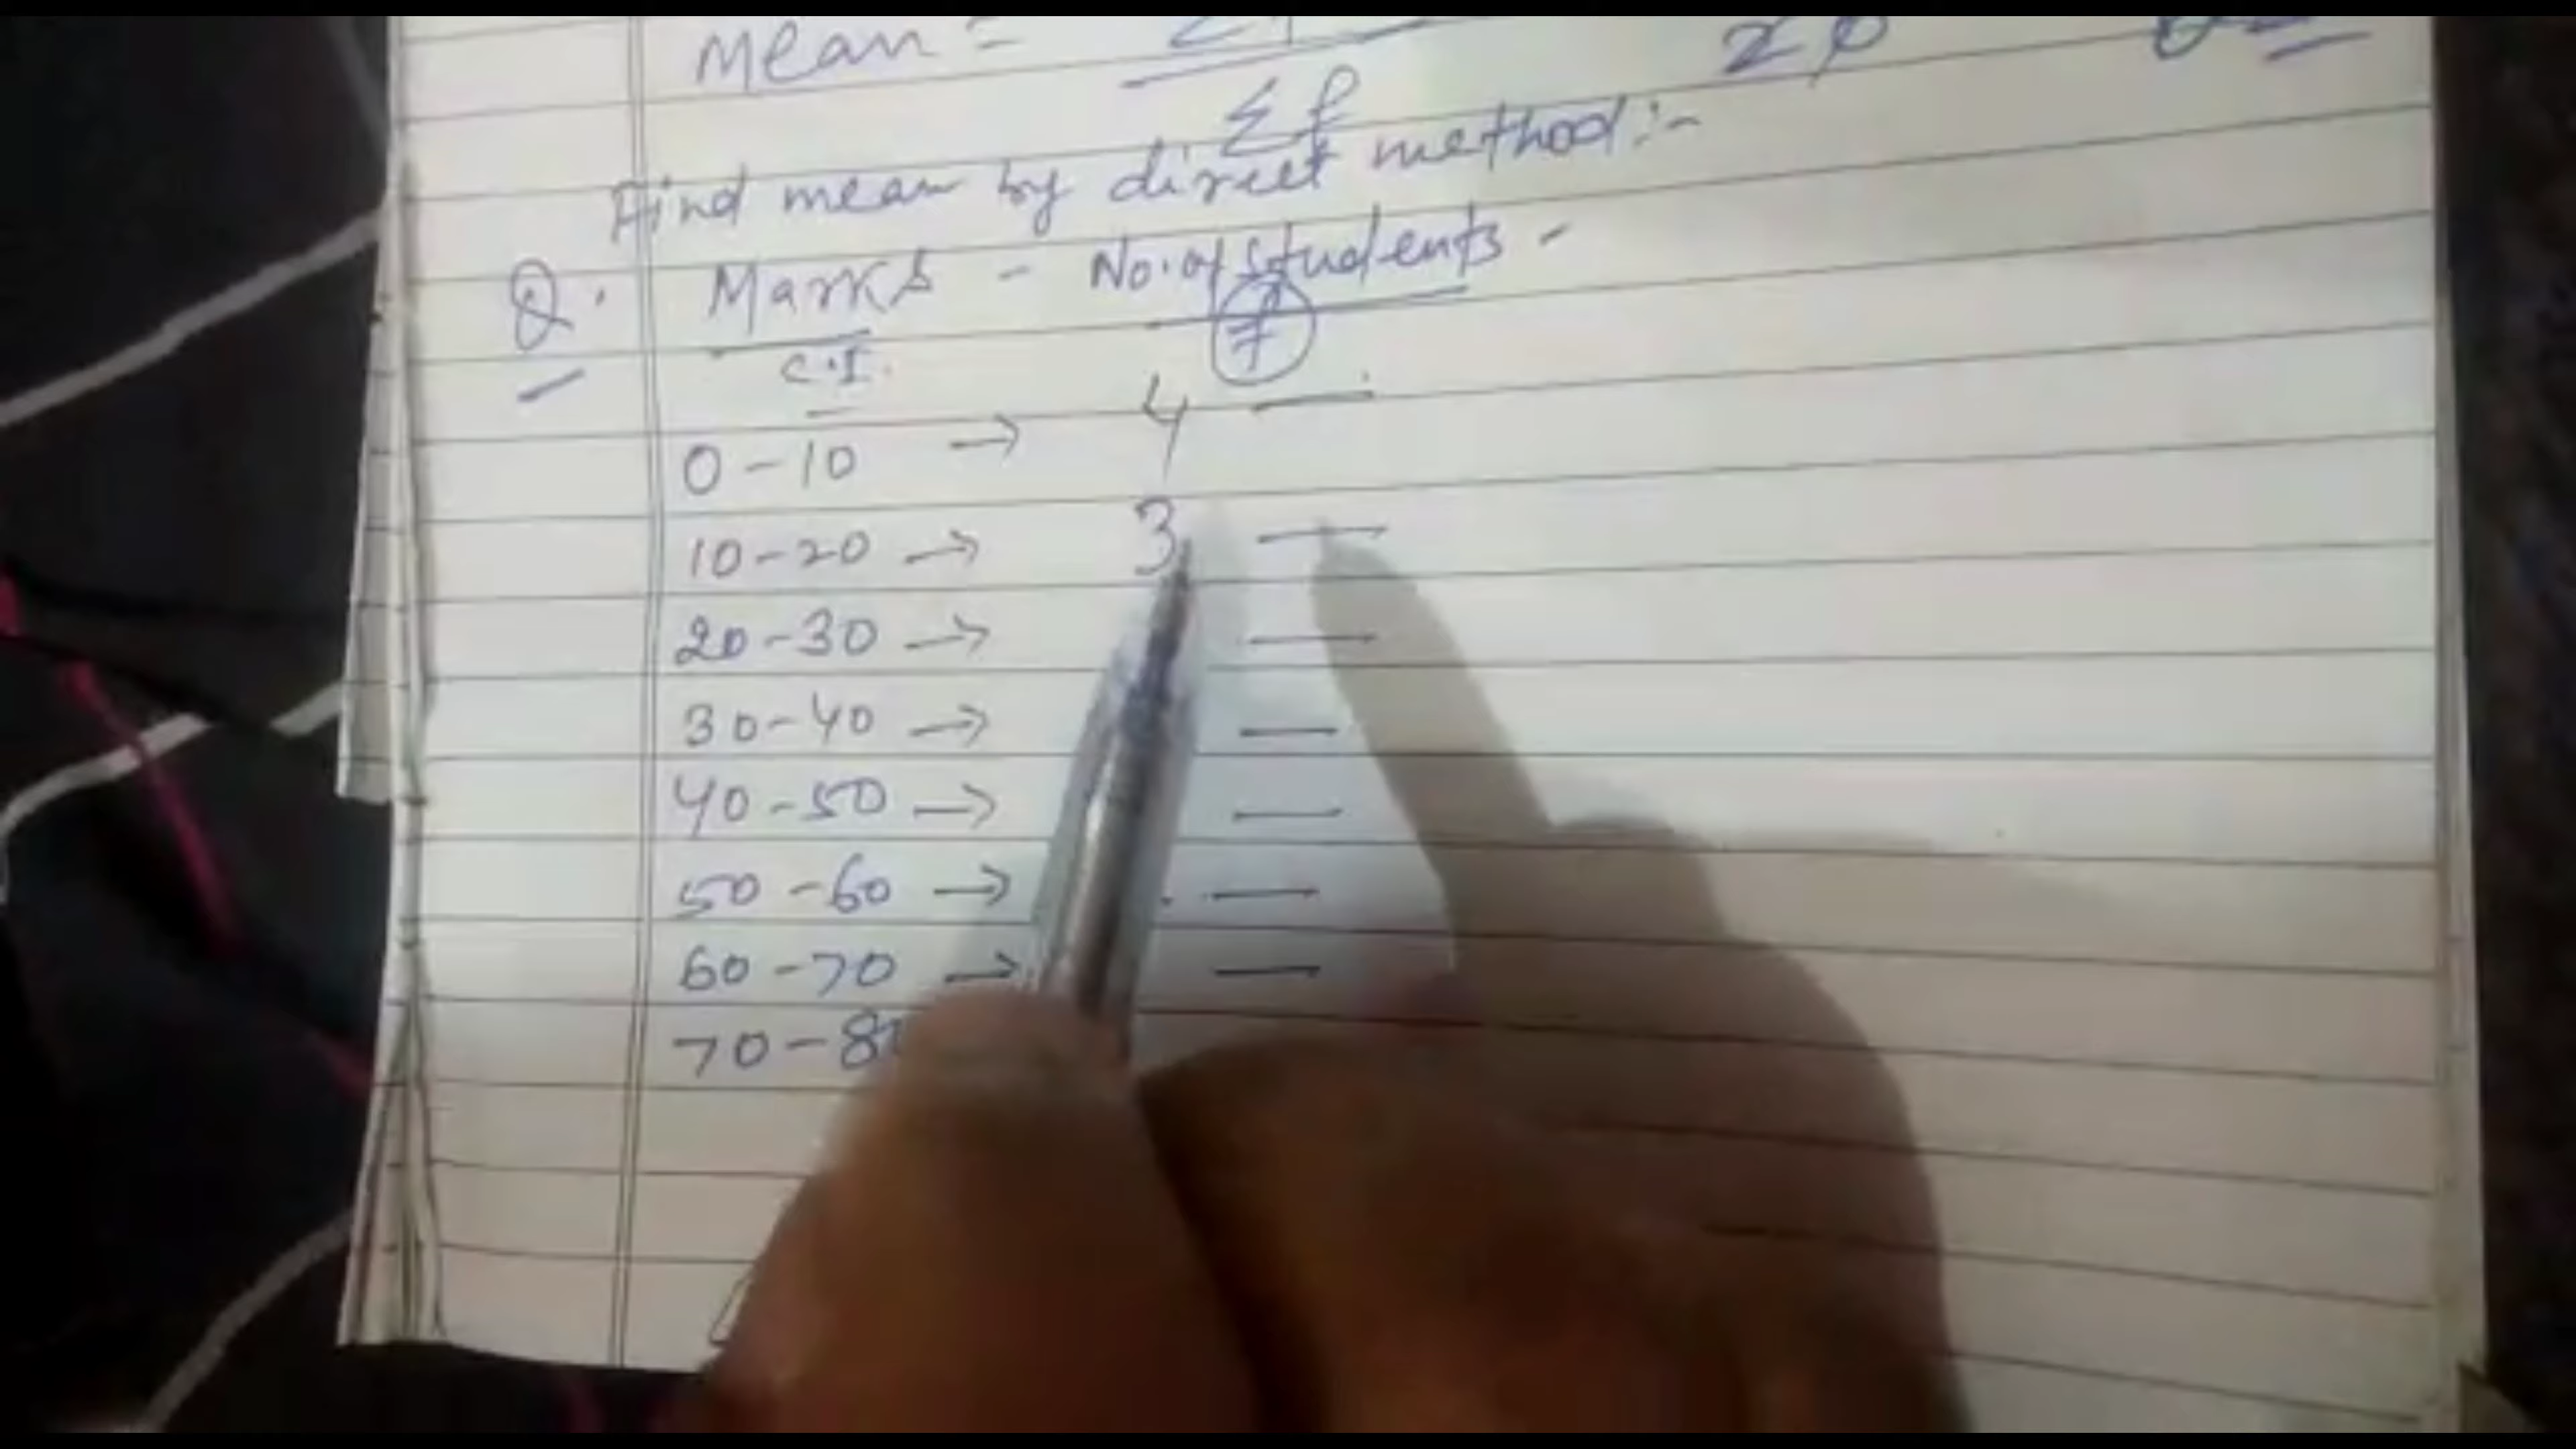 Mean =
Σf
Find mean by direct method:-
Q. Marks - No. of students -
C.I. f
0-10 → 4 —
10-20 → 3 —
20-30 → —
30-40 → —
40-50 → —
50-60 → —
60-70 → —
70-80